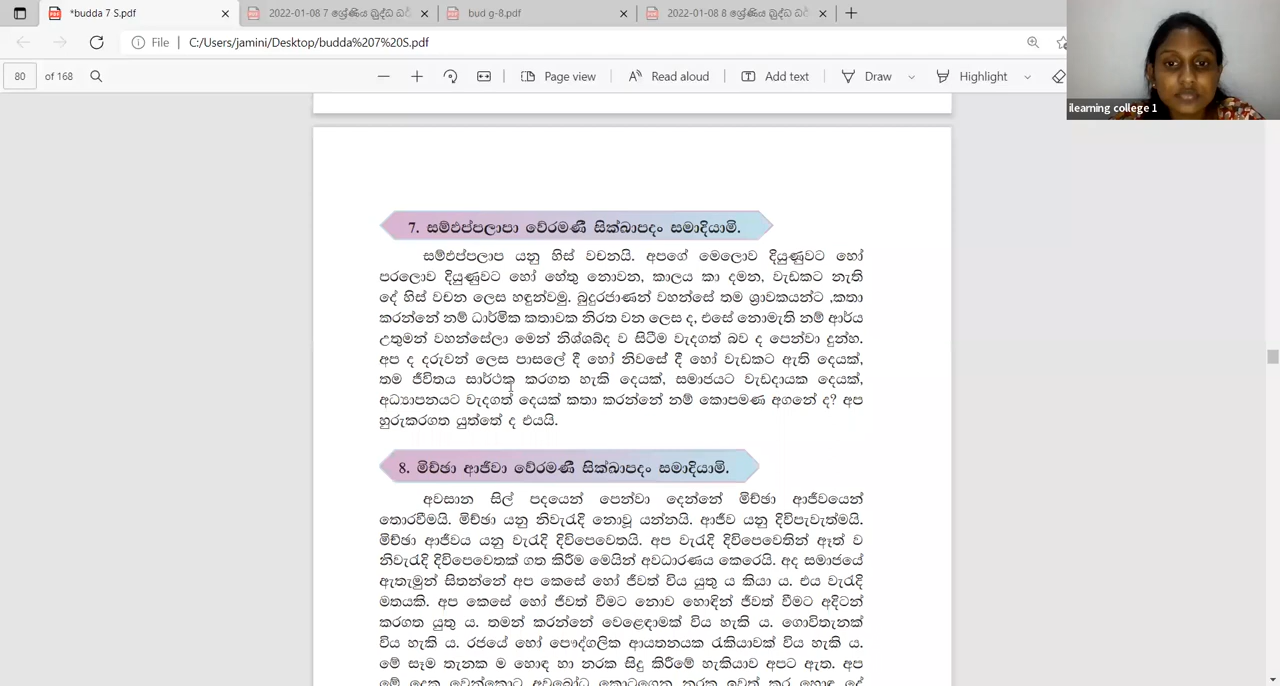 *budda 7 S.pdf
2022-01-08 7 ශ්‍රේණිය බුද්ධ ධර්
bud g-8.pdf
2022-01-08 8 ශ්‍රේණිය බුද්ධ ධර්
File
C:/Users/jamini/Desktop/budda%207%20S.pdf
80 of 168
Page view
Read aloud
Add text
Draw
Highlight
ilearning college 1
7. සම්ඵප්පලාපා වේරමණී සික්ඛාපදං සමාදියාමි.
සම්ඵප්පලාප යනු හිස් වචනයි. අපගේ මෙලොව දියුණුවට හෝ
පරලොව දියුණුවට හෝ හේතු නොවන, කාලය කා දමන, වැඩකට නැති
දේ හිස් වචන ලෙස හඳුන්වමු. බුදුරජාණන් වහන්සේ තම ශ්‍රාවකයන්ට ,කතා
කරන්නේ නම් ධාර්මික කතාවක නිරත වන ලෙස ද, එසේ නොමැති නම් ආර්ය
උතුමන් වහන්සේලා මෙන් නිශ්ශබ්ද ව සිටීම වැදගත් බව ද පෙන්වා දුන්හ.
අප ද දරුවන් ලෙස පාසලේ දී හෝ නිවසේ දී හෝ වැඩකට ඇති දෙයක්,
තම ජීවිතය සාර්ථක කරගත හැකි දෙයක්, සමාජයට වැඩදායක දෙයක්,
අධ්‍යාපනයට වැදගත් දෙයක් කතා කරන්නේ නම් කොපමණ අගනේ ද? අප
හුරුකරගත යුත්තේ ද එයයි.
8. මිච්ඡා ආජීවා වේරමණී සික්ඛාපදං සමාදියාමි.
අවසාන සිල් පදයෙන් පෙන්වා දෙන්නේ මිච්ඡා ආජීවයෙන්
තොරවීමයි. මිච්ඡා යනු නිවැරැදි නොවූ යන්නයි. ආජීව යනු දිවිපැවැත්මයි.
මිච්ඡා ආජීවය යනු වැරැදි දිවිපෙවෙතයි. අප වැරැදි දිවිපෙවෙතින් ඈත් ව
නිවැරැදි දිවිපෙවෙතක් ගත කිරීම මෙයින් අවධාරණය කෙරෙයි. අද සමාජයේ
ඇතැමුන් සිතන්නේ අප කෙසේ හෝ ජීවත් විය යුතු ය කියා ය. එය වැරැදි
මතයකි. අප කෙසේ හෝ ජීවත් වීමට නොව හොඳින් ජීවත් වීමට අදිටන්
කරගත යුතු ය. තමන් කරන්නේ වෙළෙඳාමක් විය හැකි ය. ගොවිතැනක්
විය හැකි ය. රජයේ හෝ පෞද්ගලික ආයතනයක රැකියාවක් විය හැකි ය.
මේ සෑම තැනක ම හොඳ හා නරක සිදු කිරීමේ හැකියාව අපට ඇත. අප
මේ දෙක වෙන්කොට අවබෝධ කොටගෙන නරක ඉවත් කර හොඳ දේ